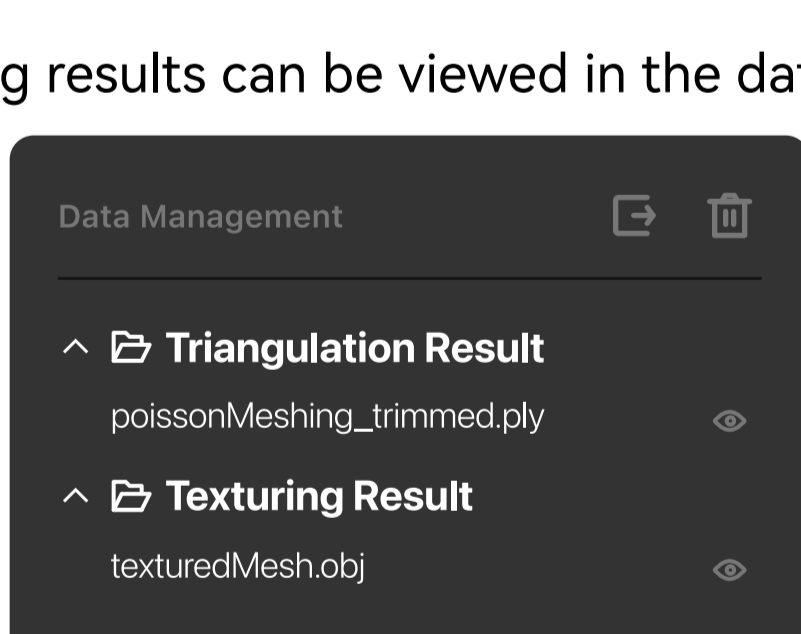 g results can be viewed in the da
Data Management
Triangulation Result
poissonMeshing_trimmed.ply
Texturing Result
texturedMesh.obj